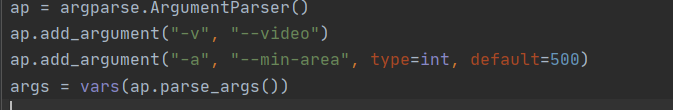 ap = argparse.ArgumentParser()
ap.add_argument("-v", "--video")
ap.add_argument("-a", "--min-area", type=int, default=500)
args = vars(ap.parse_args())